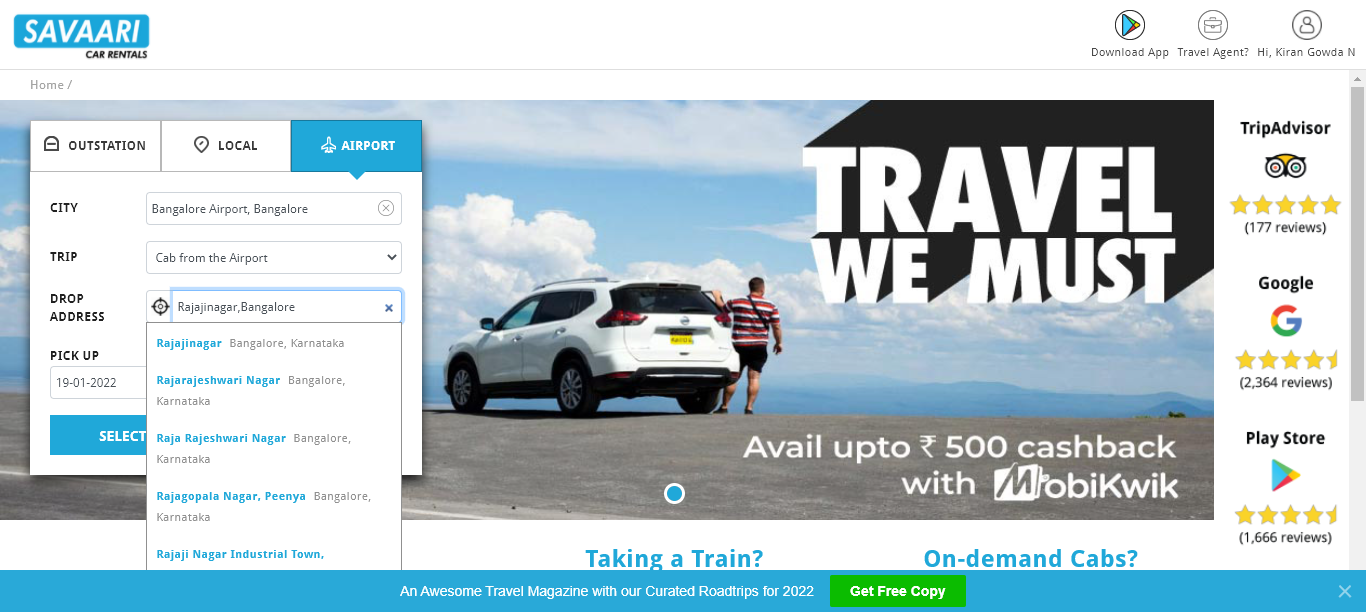 SAVAARI
CAR RENTALS
Download App
Travel Agent?
Hi, Kiran Gowda N
Home /
OUTSTATION
LOCAL
AIRPORT
CITY
Bangalore Airport, Bangalore
TRIP
Cab from the Airport
DROP
ADDRESS
Rajajinagar,Bangalore
Rajajinagar Bangalore, Karnataka
Rajarajeshwari Nagar Bangalore,
Karnataka
Raja Rajeshwari Nagar Bangalore,
Karnataka
Rajagopala Nagar, Peenya Bangalore,
Karnataka
Rajaji Nagar Industrial Town,
PICK UP
19-01-2022
SELECT
TRAVEL
WE MUST
Avail upto ₹ 500 cashback
with MobiKwik
TripAdvisor
(177 reviews)
Google
(2,364 reviews)
Play Store
(1,666 reviews)
Taking a Train?
On-demand Cabs?
An Awesome Travel Magazine with our Curated Roadtrips for 2022
Get Free Copy